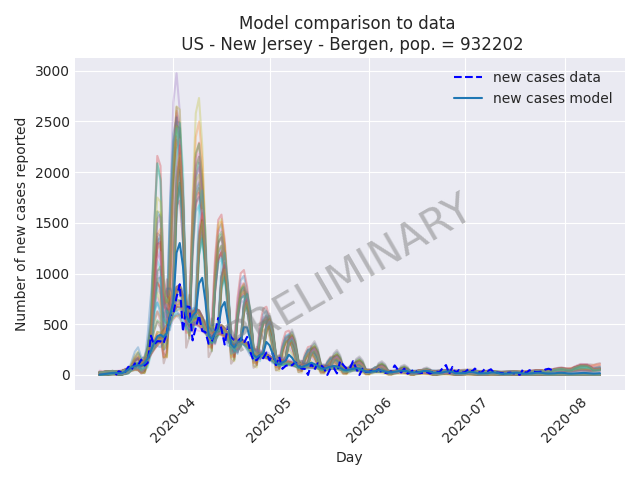 Model comparison to data
US - New Jersey - Bergen, pop. = 932202
3000
2500
2000
1500
1000
500
0
Number of new cases reported
new cases data
new cases model
PRELIMINARY
2020-04
2020-05
2020-06
2020-07
2020-08
Day